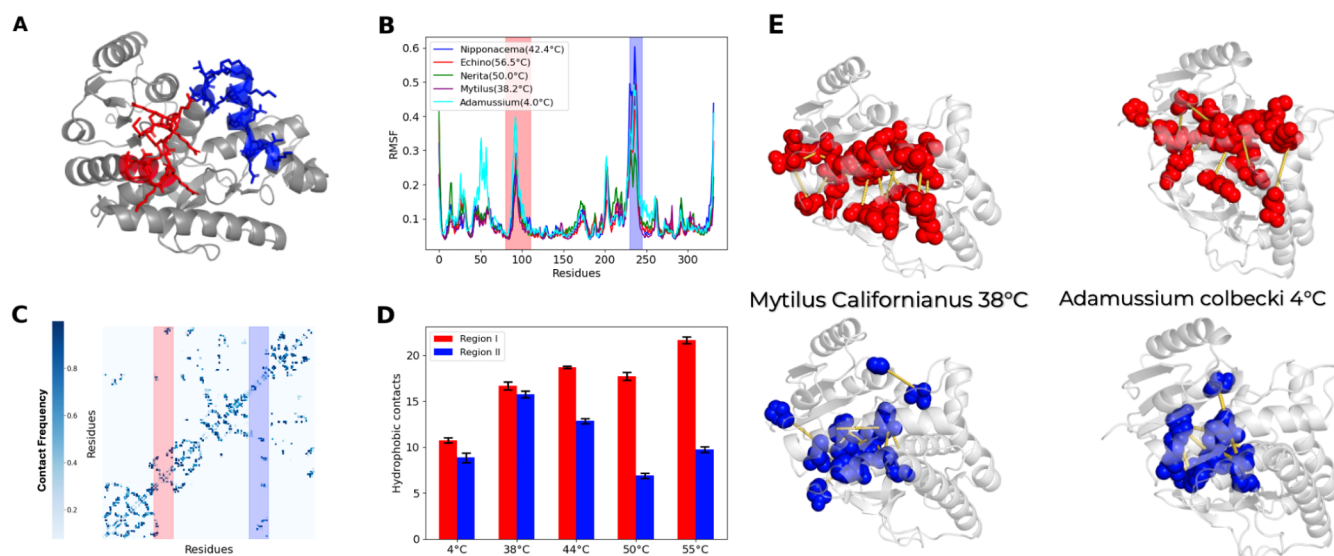 A
B
0.6
0.5
0.4
0.3
0.2
0.1
RMSF
Nipponacema(42.4°C)
Echino(56.5°C)
Nerita(50.0°C)
Mytilus(38.2°C)
Adamussium(4.0°C)
0
50
100
150
200
250
300
Residues
E
Mytilus Californianus 38°C
Adamussium colbecki 4°C
C
Contact Frequency
0.8
0.6
0.4
0.2
Residues
Residues
D
Hydrophobic contacts
20
15
10
5
0
Region I
Region II
4°C
38°C
44°C
50°C
55°C